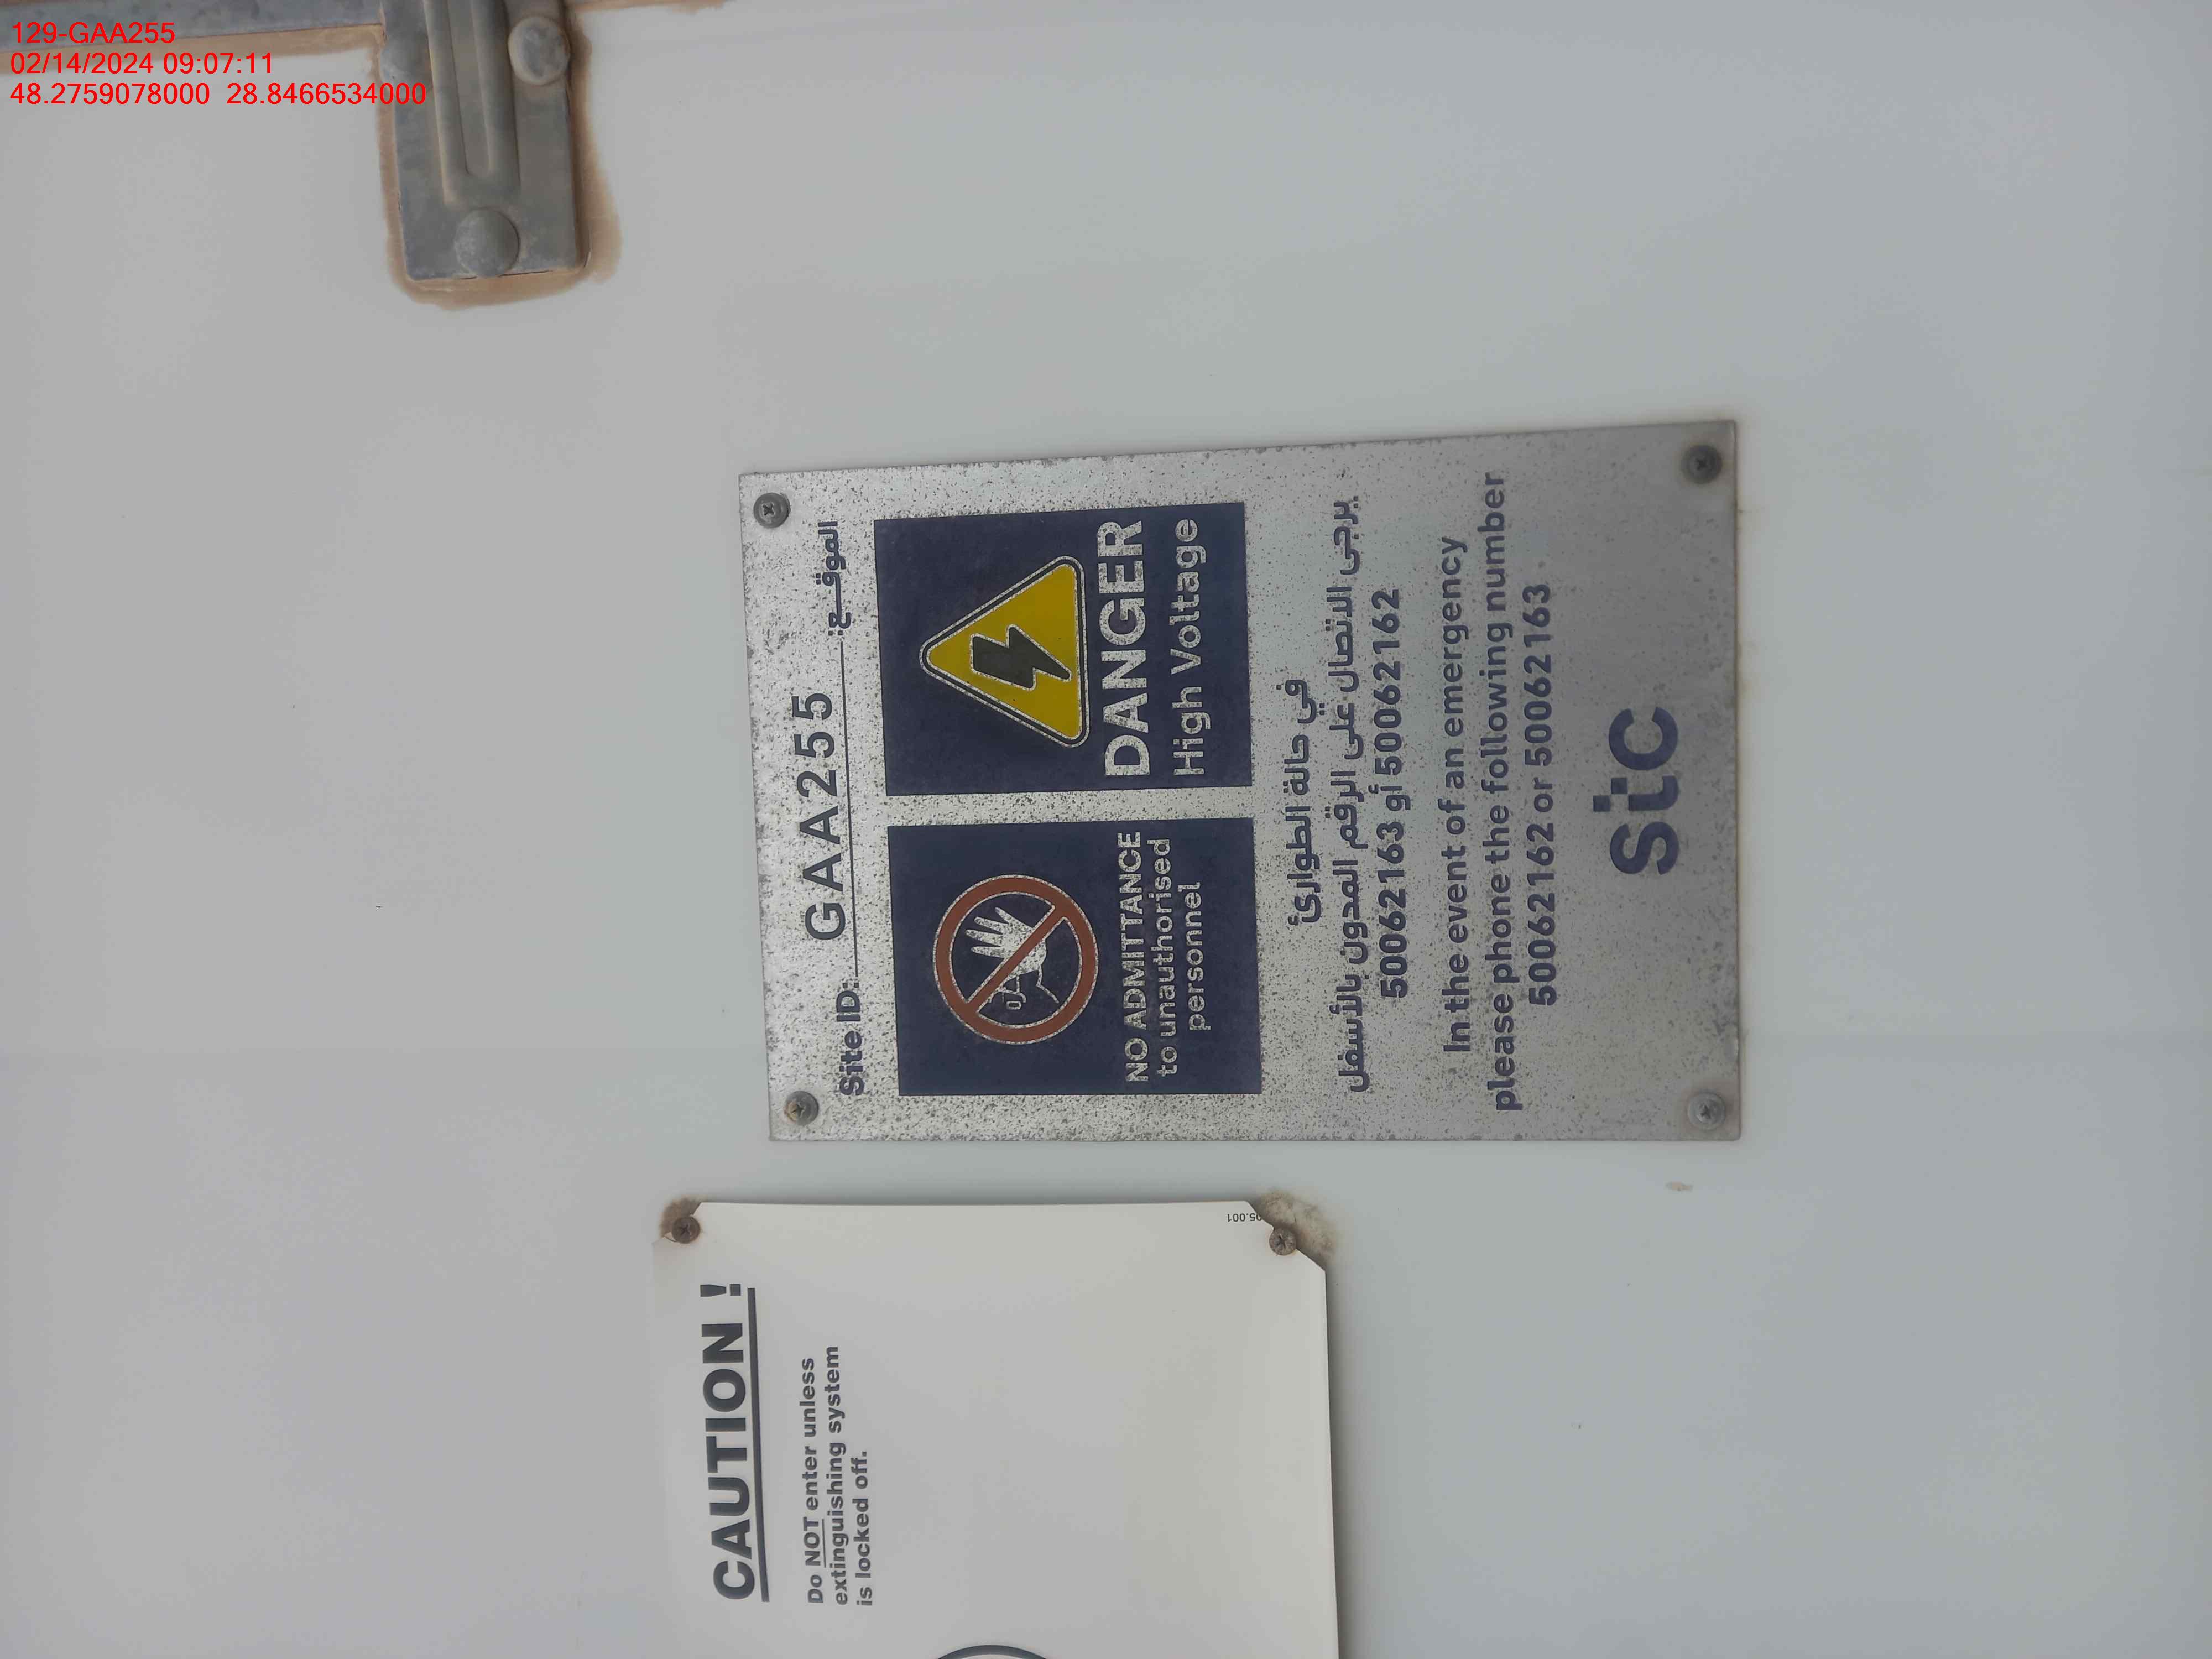 129-GAA255
02/14/2024 09:07:11
48.2759078000 28.8466534000
Site ID: GAA255 الموقع:
NO ADMITTANCE
to unauthorised
personnel
DANGER
High Voltage
في حالة الطوارئ
يرجى الاتصال على الرقم المدون بالأسفل
50062163 أو 50062162
In the event of an emergency
please phone the following number
50062162 or 50062163
stc
CAUTION !
Do NOT enter unless
extinguishing system
is locked off.